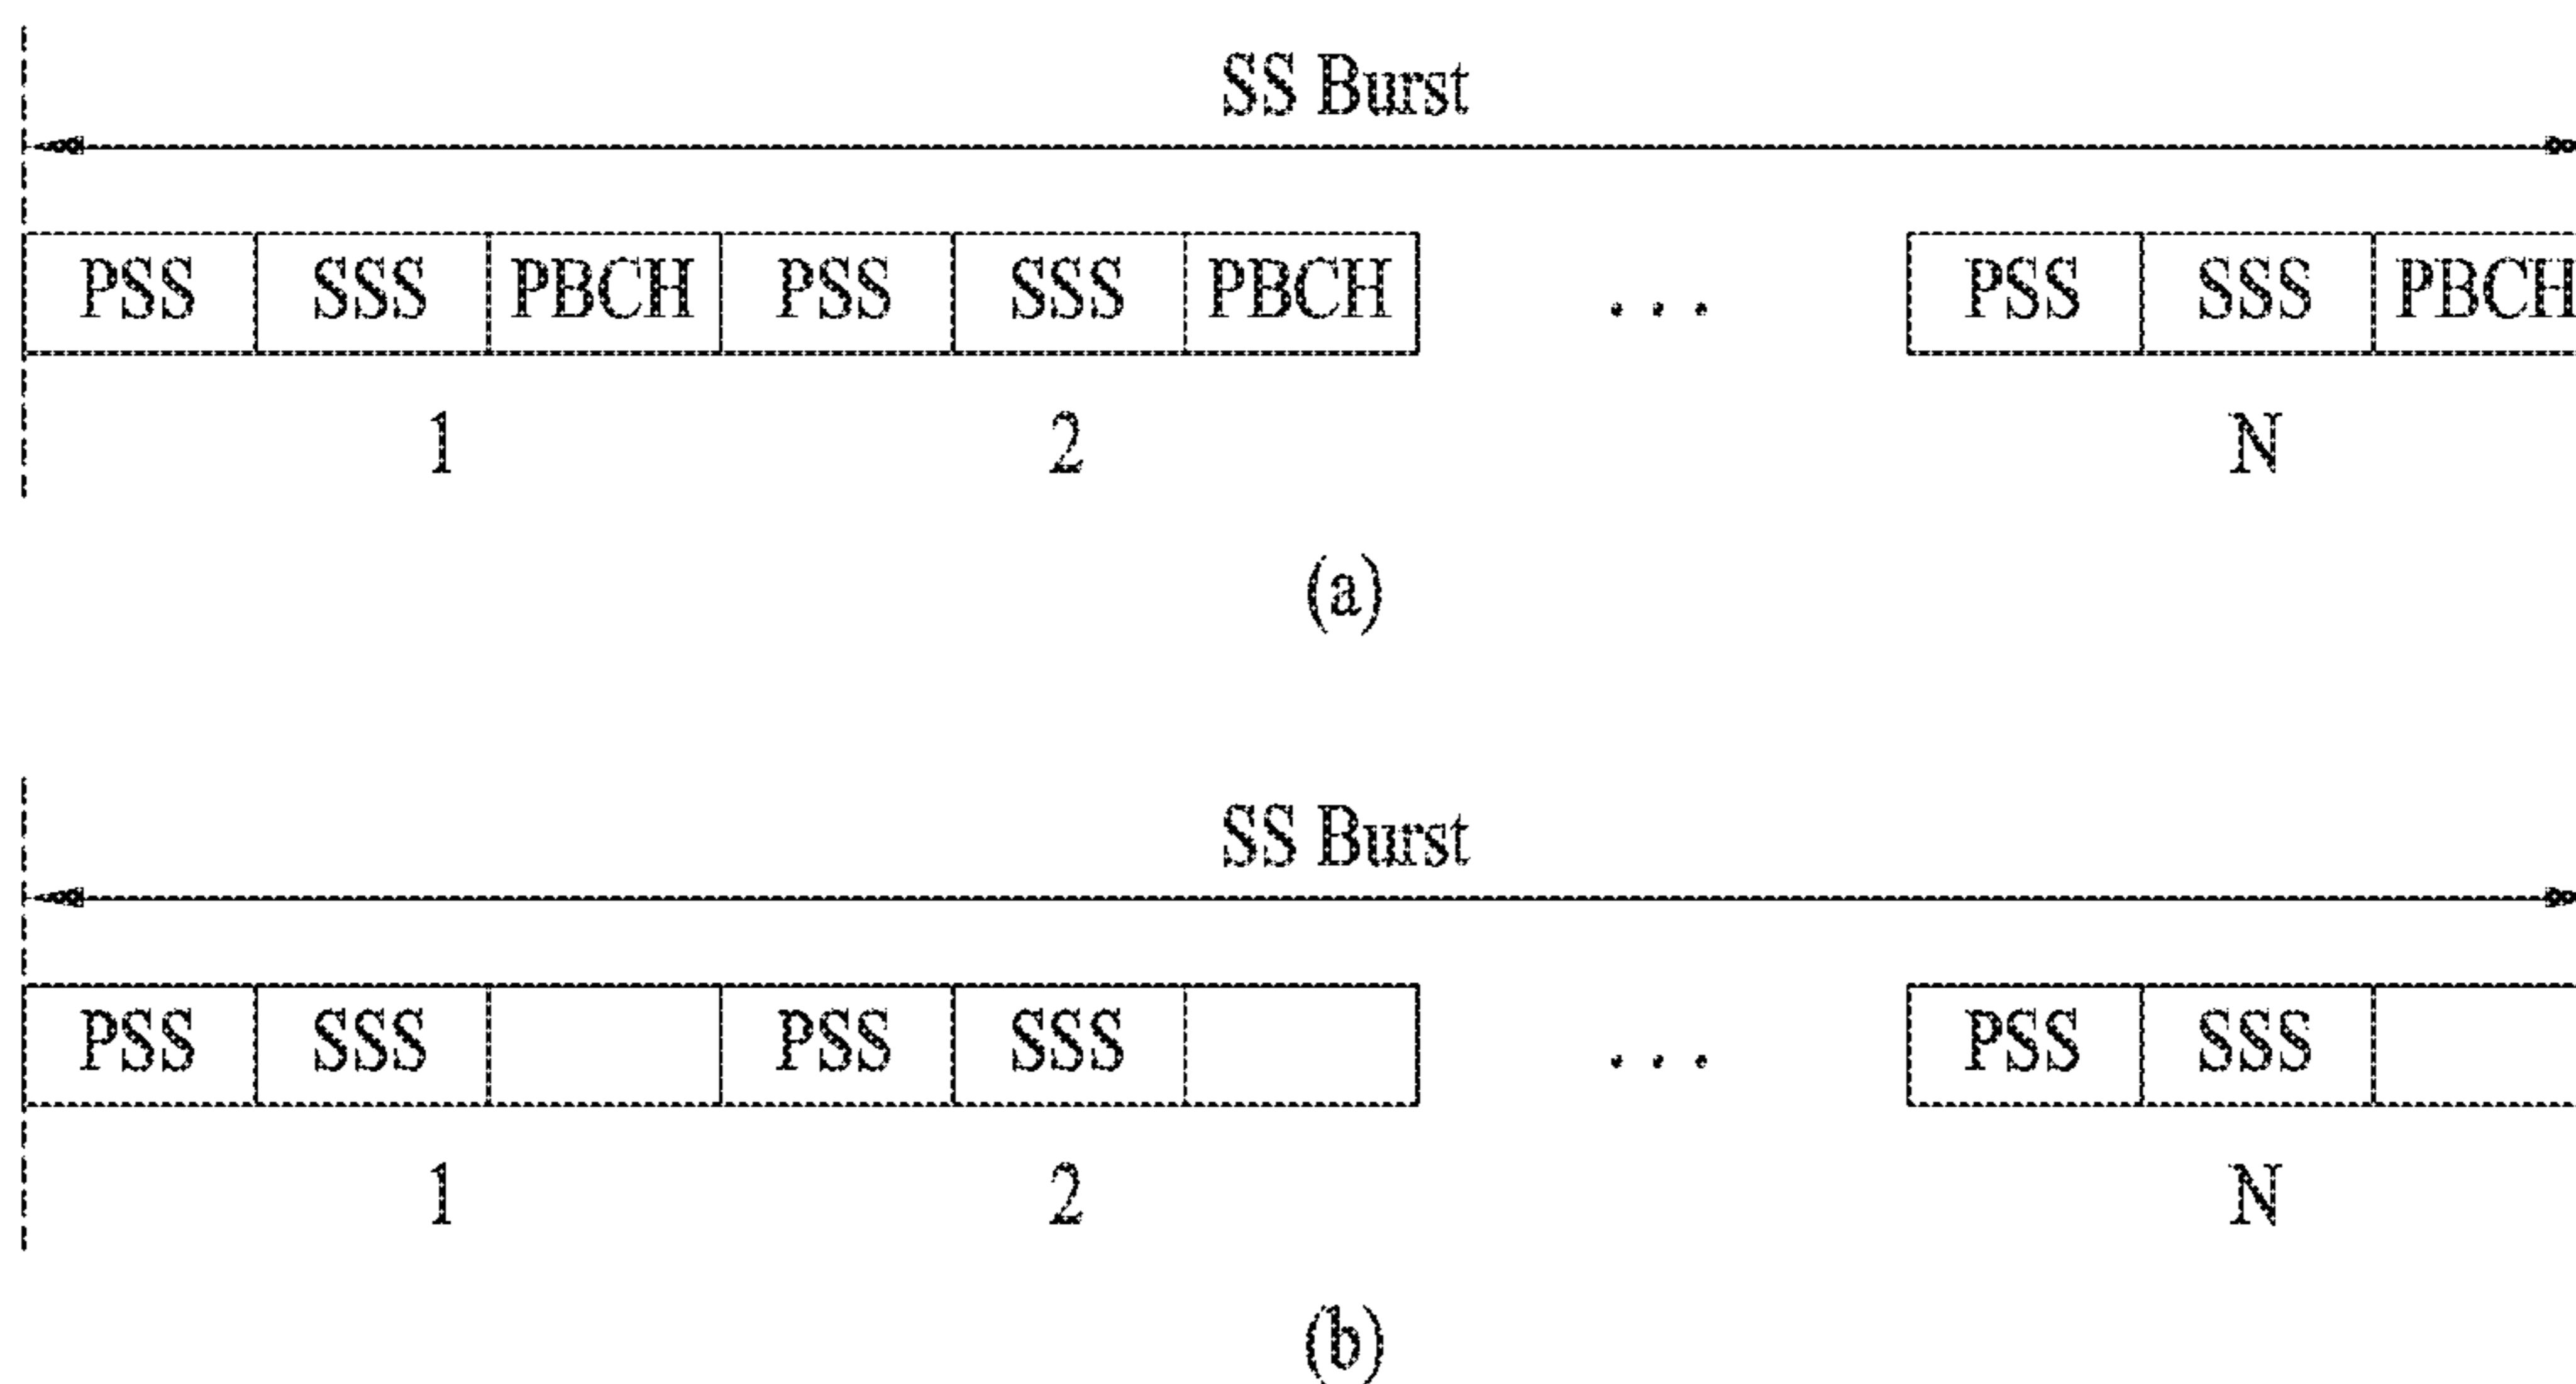 SS Burst
PSS SSS PBCH PSS SSS PBCH . . . PSS SSS PBCH
1 2 N
(a)
SS Burst
PSS SSS PSS SSS . . . PSS SSS
1 2 N
(b)